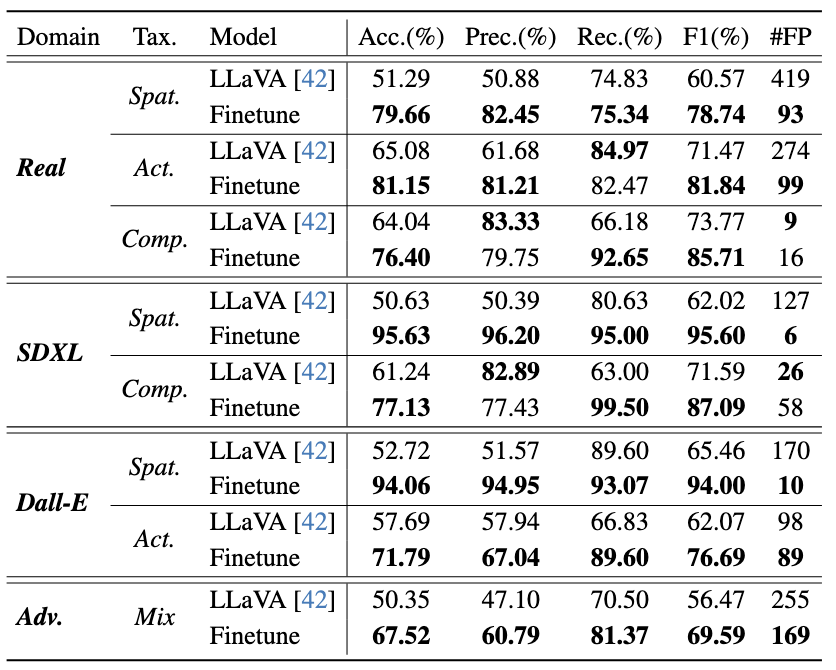 Domain Tax. Model Acc.(%) Prec.(%) Rec.(%) F1(%) #FP
Real Spat. LLaVA [42] 51.29 50.88 74.83 60.57 419
Finetune 79.66 82.45 75.34 78.74 93
Act. LLaVA [42] 65.08 61.68 84.97 71.47 274
Finetune 81.15 81.21 82.47 81.84 99
Comp. LLaVA [42] 64.04 83.33 66.18 73.77 9
Finetune 76.40 79.75 92.65 85.71 16
SDXL Spat. LLaVA [42] 50.63 50.39 80.63 62.02 127
Finetune 95.63 96.20 95.00 95.60 6
Comp. LLaVA [42] 61.24 82.89 63.00 71.59 26
Finetune 77.13 77.43 99.50 87.09 58
Dall-E Spat. LLaVA [42] 52.72 51.57 89.60 65.46 170
Finetune 94.06 94.95 93.07 94.00 10
Act. LLaVA [42] 57.69 57.94 66.83 62.07 98
Finetune 71.79 67.04 89.60 76.69 89
Adv. Mix LLaVA [42] 50.35 47.10 70.50 56.47 255
Finetune 67.52 60.79 81.37 69.59 169